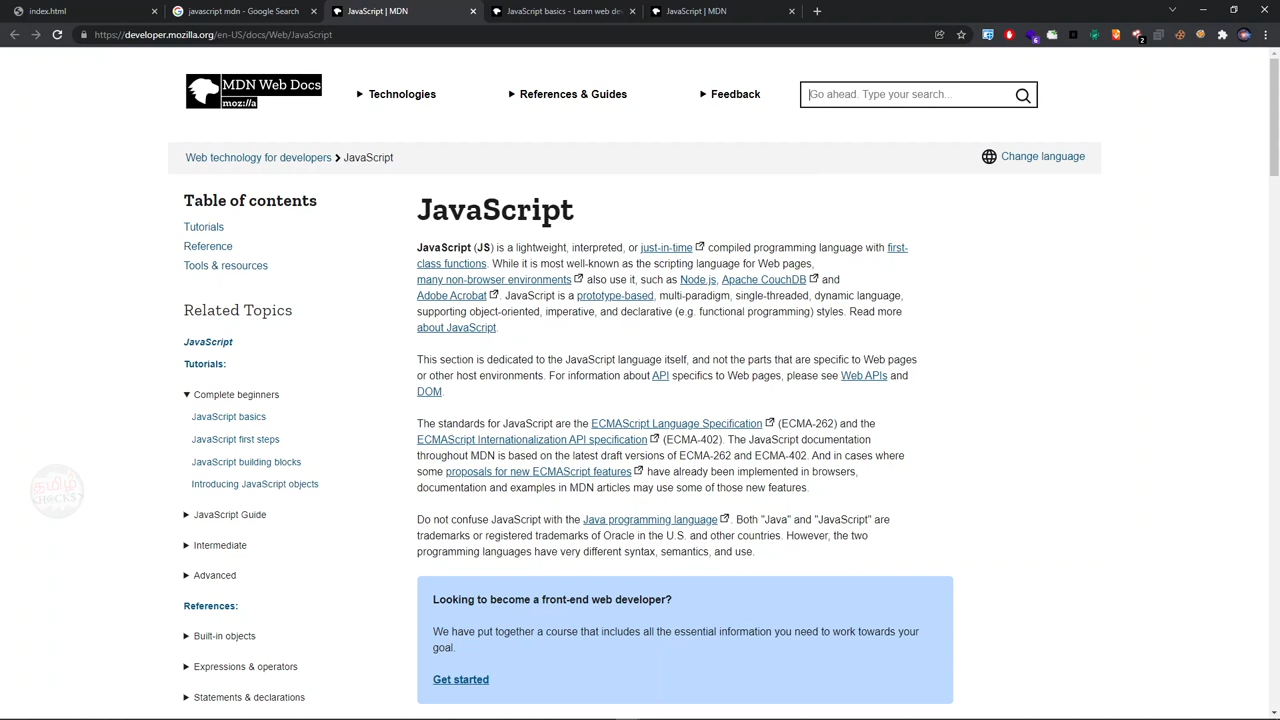 index.html
javascript mdn - Google Search
JavaScript | MDN
JavaScript basics - Learn web de
JavaScript | MDN
https://developer.mozilla.org/en-US/docs/Web/JavaScript
MDN Web Docs
moz://a
Technologies
References & Guides
Feedback
Go ahead. Type your search...
Web technology for developers
JavaScript
Change language
Table of contents
Tutorials
Reference
Tools & resources
Related Topics
JavaScript
Tutorials:
Complete beginners
JavaScript basics
JavaScript first steps
JavaScript building blocks
Introducing JavaScript objects
JavaScript Guide
Intermediate
Advanced
References:
Built-in objects
Expressions & operators
Statements & declarations
JavaScript
JavaScript (JS) is a lightweight, interpreted, or just-in-time compiled programming language with first-
class functions. While it is most well-known as the scripting language for Web pages,
many non-browser environments also use it, such as Node.js, Apache CouchDB and
Adobe Acrobat. JavaScript is a prototype-based, multi-paradigm, single-threaded, dynamic language,
supporting object-oriented, imperative, and declarative (e.g. functional programming) styles. Read more
about JavaScript.
This section is dedicated to the JavaScript language itself, and not the parts that are specific to Web pages
or other host environments. For information about API specifics to Web pages, please see Web APIs and
DOM.
The standards for JavaScript are the ECMAScript Language Specification (ECMA-262) and the
ECMAScript Internationalization API specification (ECMA-402). The JavaScript documentation
throughout MDN is based on the latest draft versions of ECMA-262 and ECMA-402. And in cases where
some proposals for new ECMAScript features have already been implemented in browsers,
documentation and examples in MDN articles may use some of those new features.
Do not confuse JavaScript with the Java programming language. Both "Java" and "JavaScript" are
trademarks or registered trademarks of Oracle in the U.S. and other countries. However, the two
programming languages have very different syntax, semantics, and use.
Looking to become a front-end web developer?
We have put together a course that includes all the essential information you need to work towards your
goal.
Get started
தமிழ்